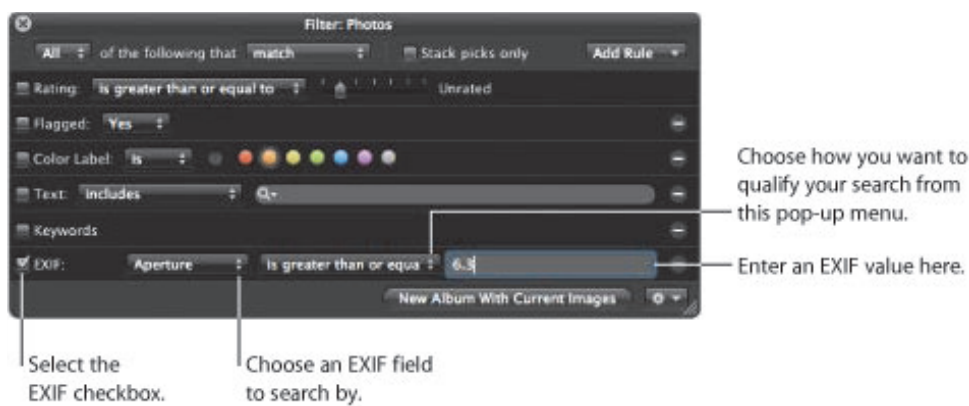 Filter: Photos
All of the following that match Stack picks only Add Rule
Rating: is greater than or equal to Unrated
Flagged: Yes
Color Label: is
Text: includes
Keywords
EXIF: Aperture is greater than or equa 6.3
New Album With Current Images
Choose how you want to
qualify your search from
this pop-up menu.
Enter an EXIF value here.
Select the
EXIF checkbox.
Choose an EXIF field
to search by.